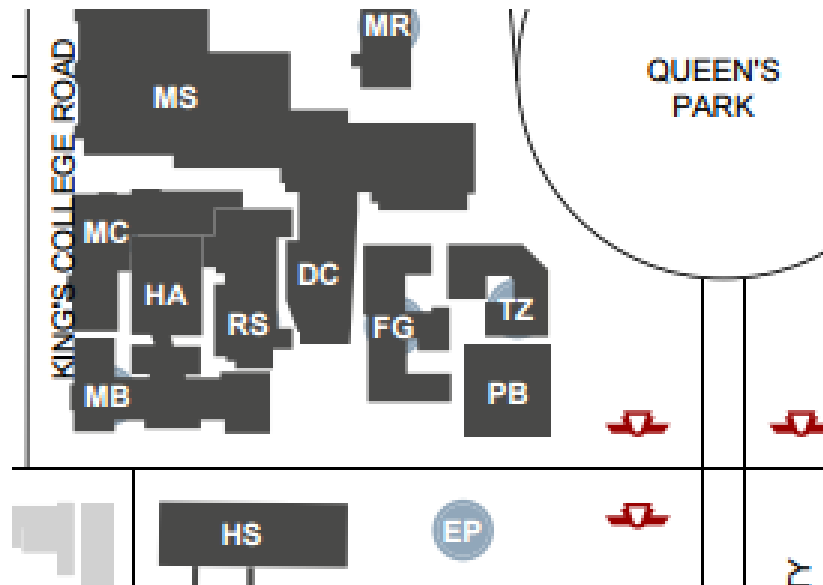 MR
QUEEN'S
PARK
MS
KING'S COLLEGE ROAD
MC
HA
RS
DC
FG
TZ
MB
PB
HS
EP
Y